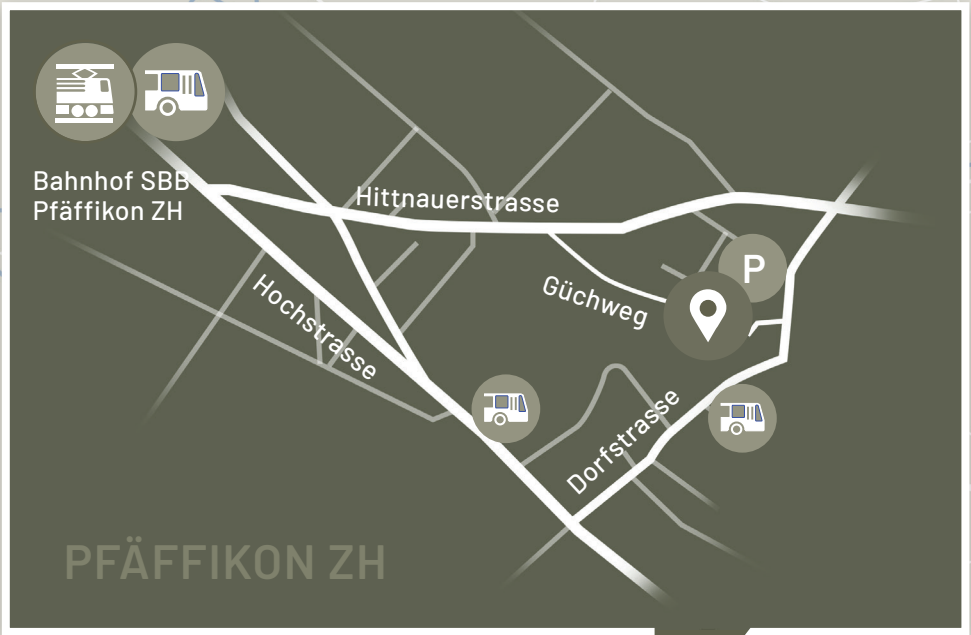 Bahnhof SBB
Pfäffikon ZH
Hittnauerstrasse
P
Güchweg
Hochstrasse
Dorfstrasse
PFÄFFIKON ZH